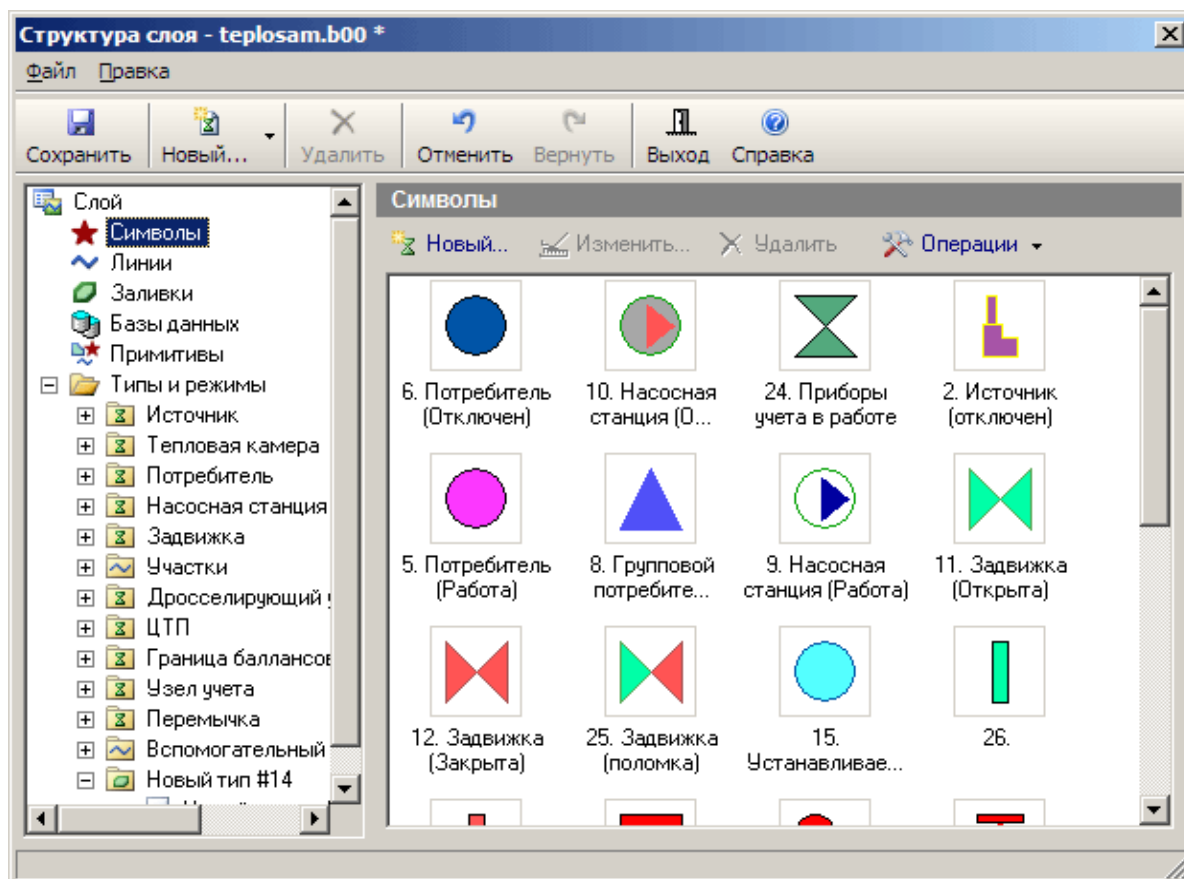 Структура слоя - teplosam.b00 *
Файл Правка
Сохранить Новый... Удалить Отменить Вернуть Выход Справка
Слой
Символы
Линии
Заливки
Базы данных
Примитивы
Типы и режимы
Источник
Тепловая камера
Потребитель
Насосная станция
Задвижка
Участки
Дросселирующий
ЦТП
Граница баллансов
Узел учета
Перемычка
Вспомогательный
Новый тип #14
Символы
Новый... Изменить... Удалить Операции
6. Потребитель (Отключен)
10. Насосная станция (О...
24. Приборы учета в работе
2. Источник (отключен)
5. Потребитель (Работа)
8. Групповой потребите...
9. Насосная станция (Работа)
11. Задвижка (Открыта)
12. Задвижка (Закрыта)
25. Задвижка (поломка)
15. Устанавливае...
26.